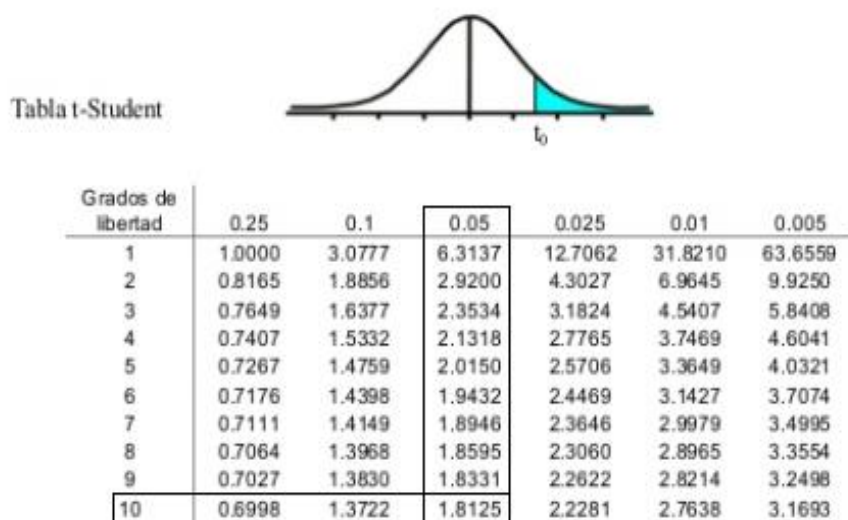 Tabla t-Student
t₀
Grados de
libertad 0.25 0.1 0.05 0.025 0.01 0.005
1 1.0000 3.0777 6.3137 12.7062 31.8210 63.6559
2 0.8165 1.8856 2.9200 4.3027 6.9645 9.9250
3 0.7649 1.6377 2.3534 3.1824 4.5407 5.8408
4 0.7407 1.5332 2.1318 2.7765 3.7469 4.6041
5 0.7267 1.4759 2.0150 2.5706 3.3649 4.0321
6 0.7176 1.4398 1.9432 2.4469 3.1427 3.7074
7 0.7111 1.4149 1.8946 2.3646 2.9979 3.4995
8 0.7064 1.3968 1.8595 2.3060 2.8965 3.3554
9 0.7027 1.3830 1.8331 2.2622 2.8214 3.2498
10 0.6998 1.3722 1.8125 2.2281 2.7638 3.1693